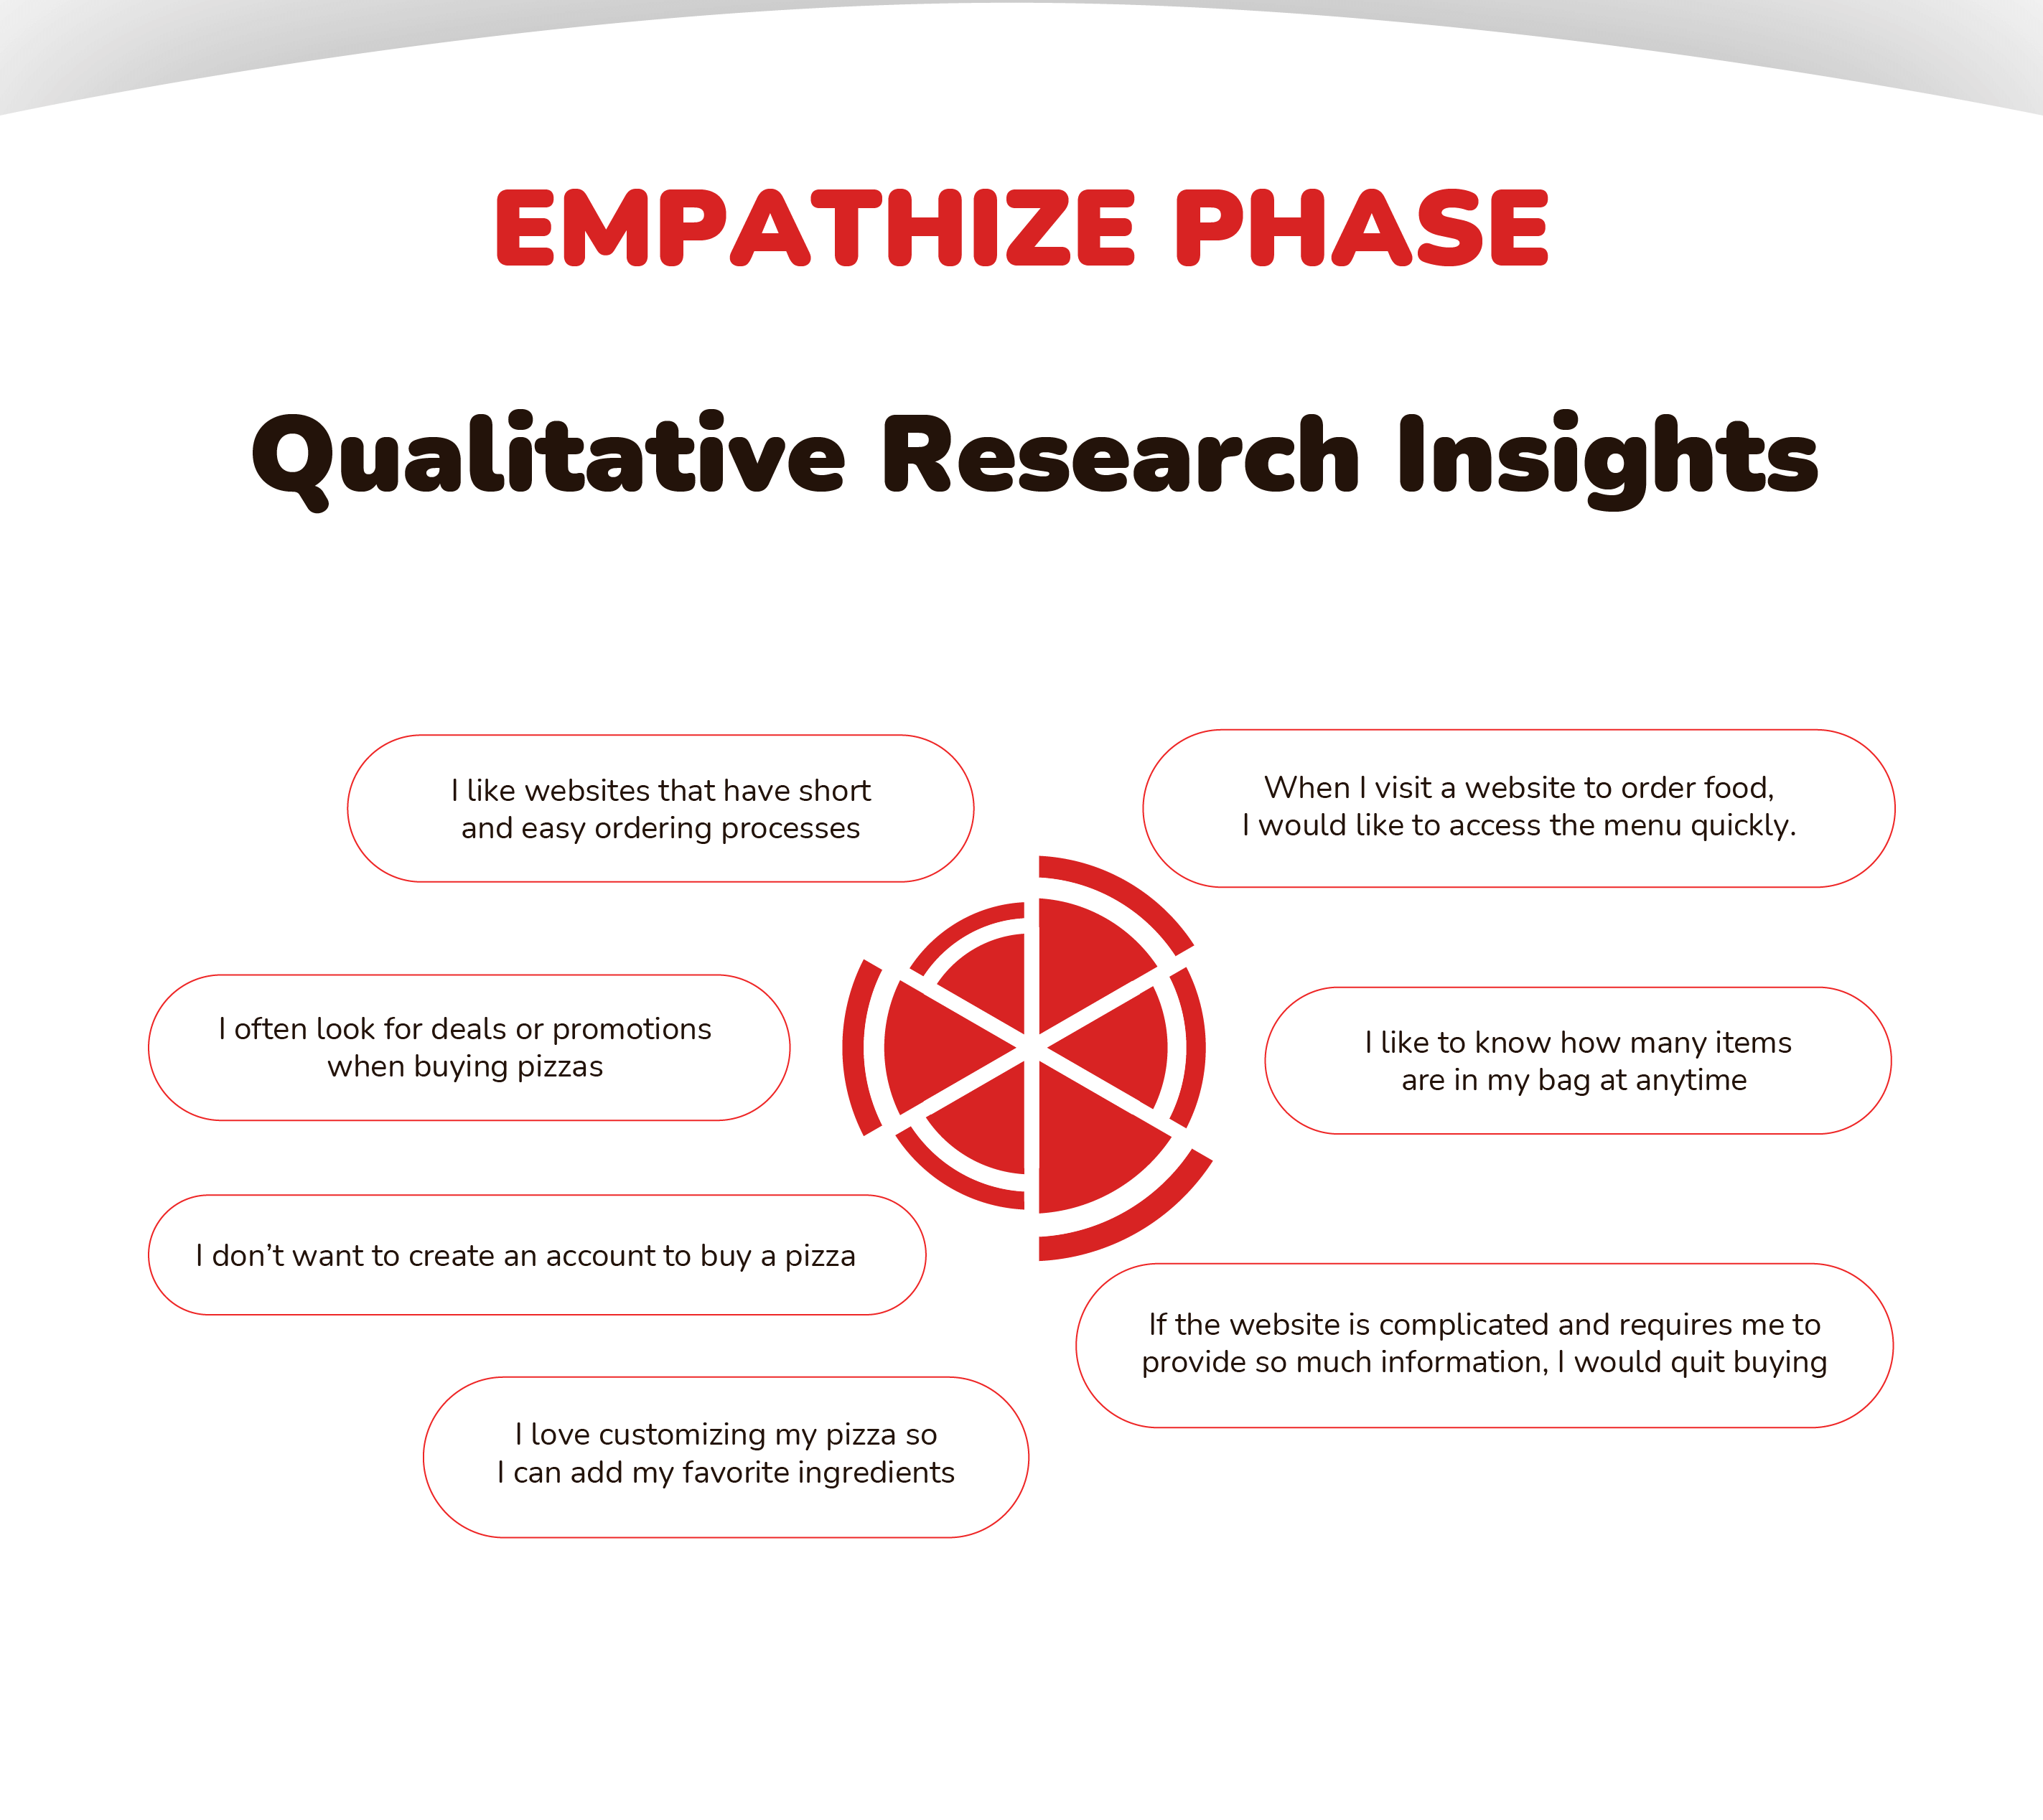 EMPATHIZE PHASE
Qualitative Research Insights
I like websites that have short
and easy ordering processes
When I visit a website to order food,
I would like to access the menu quickly.
I often look for deals or promotions
when buying pizzas
I like to know how many items
are in my bag at anytime
I don’t want to create an account to buy a pizza
If the website is complicated and requires me to
provide so much information, I would quit buying
I love customizing my pizza so
I can add my favorite ingredients